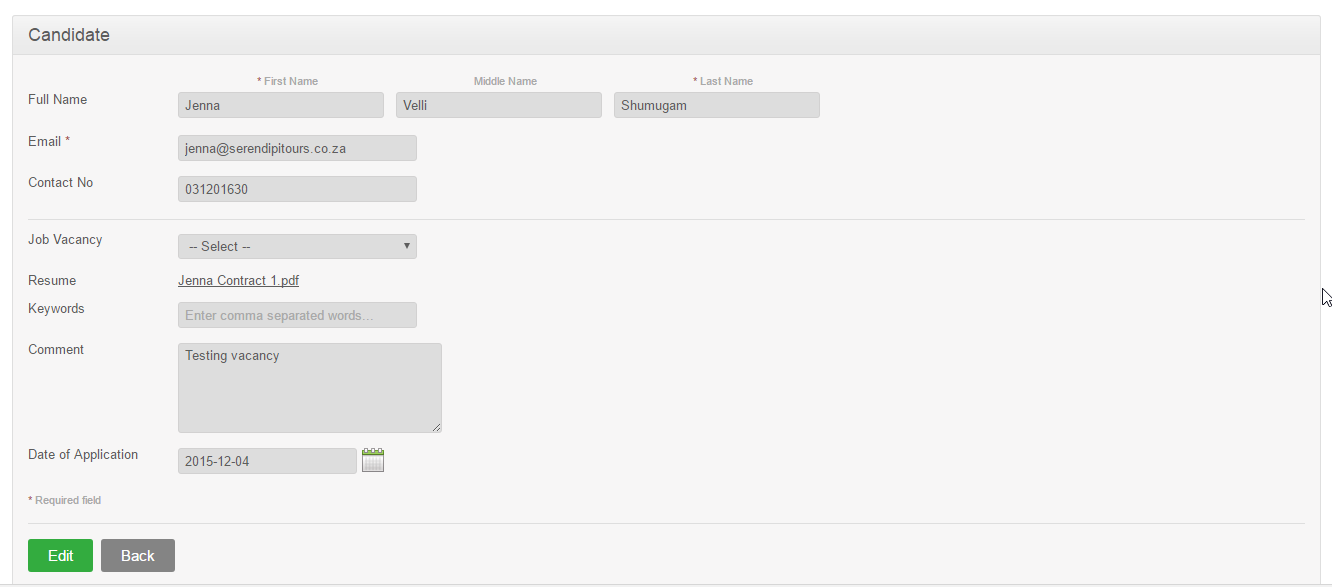 Candidate
* First Name Middle Name * Last Name
Full Name Jenna Velli Shumugam
Email * jenna@serendipitours.co.za
Contact No 031201630
Job Vacancy -- Select --
Resume Jenna Contract 1.pdf
Keywords Enter comma separated words...
Comment Testing vacancy
Date of Application 2015-12-04
* Required field
Edit Back